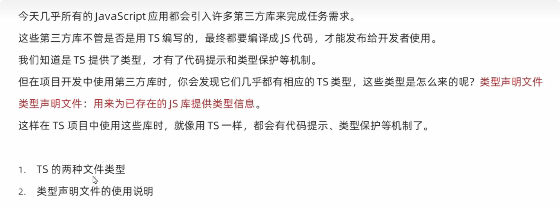 今天几乎所有的 JavaScript 应用都会引入许多第三方库来完成任务需求。
这些第三方库不管是否是用 TS 编写的，最终都要编译成 JS 代码，才能发布给开发者使用。
我们知道是 TS 提供了类型，才有了代码提示和类型保护等机制。
但在项目开发中使用第三方库时，你会发现它们几乎都有相应的 TS 类型，这些类型是怎么来的呢？类型声明文件
类型声明文件：用来为已存在的 JS 库提供类型信息。
这样在 TS 项目中使用这些库时，就像用 TS 一样，都会有代码提示、类型保护等机制了。
1. TS 的两种文件类型
2. 类型声明文件的使用说明